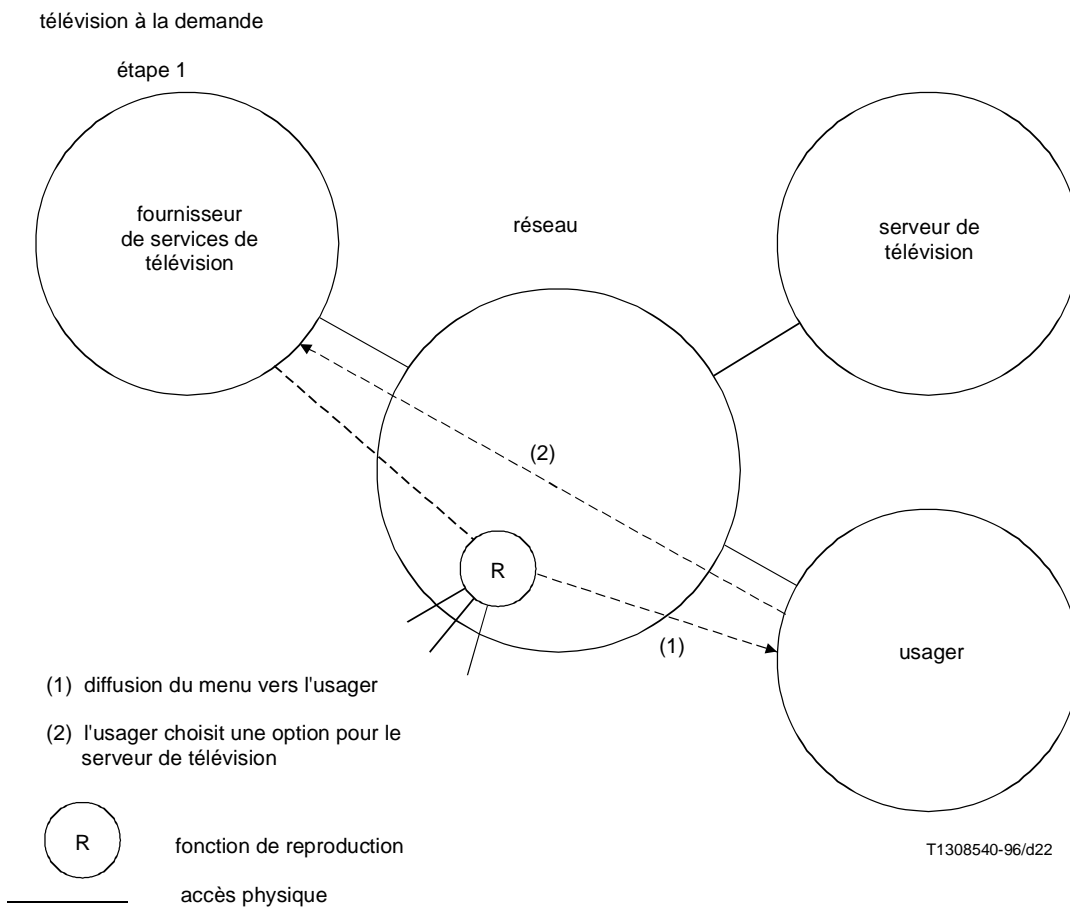 télévision à la demande
étape 1
fournisseur
de services de
télévision
réseau
serveur de
télévision
(2)
R
(1)
usager
(1) diffusion du menu vers l'usager
(2) l'usager choisit une option pour le
serveur de télévision
R
fonction de reproduction
T1308540-96/d22
accès physique